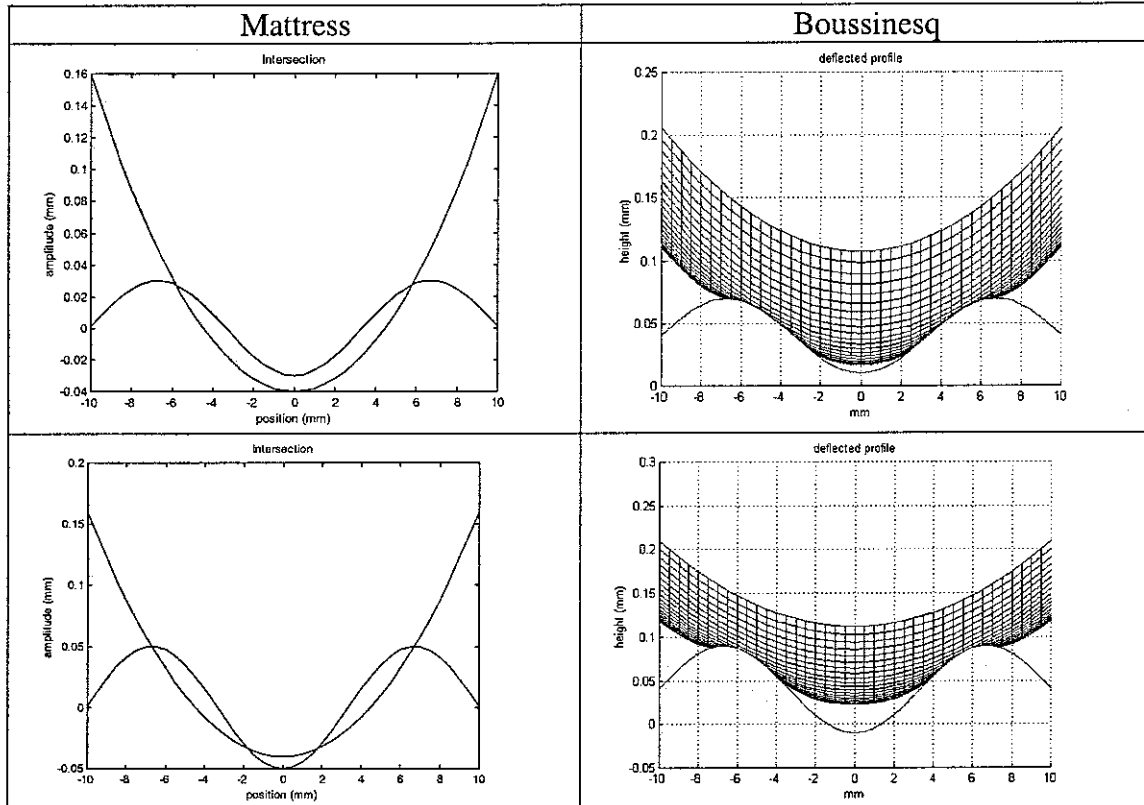 Mattress
Boussinesq
Intersection
0.16
0.14
0.12
0.1
0.08
0.06
0.04
0.02
0
-0.02
-0.04
amplitude (mm)
-10 -8 -6 -4 -2 0 2 4 6 8 10
position (mm)
deflected profile
0.25
0.2
0.15
0.1
0.05
0
height (mm)
-10 -8 -6 -4 -2 0 2 4 6 8 10
mm
Intersection
0.2
0.15
0.1
0.05
0
-0.05
amplitude (mm)
-10 -8 -6 -4 -2 0 2 4 6 8 10
position (mm)
deflected profile
0.3
0.25
0.2
0.15
0.1
0.05
0
-0.05
height (mm)
-10 -8 -6 -4 -2 0 2 4 6 8 10
mm